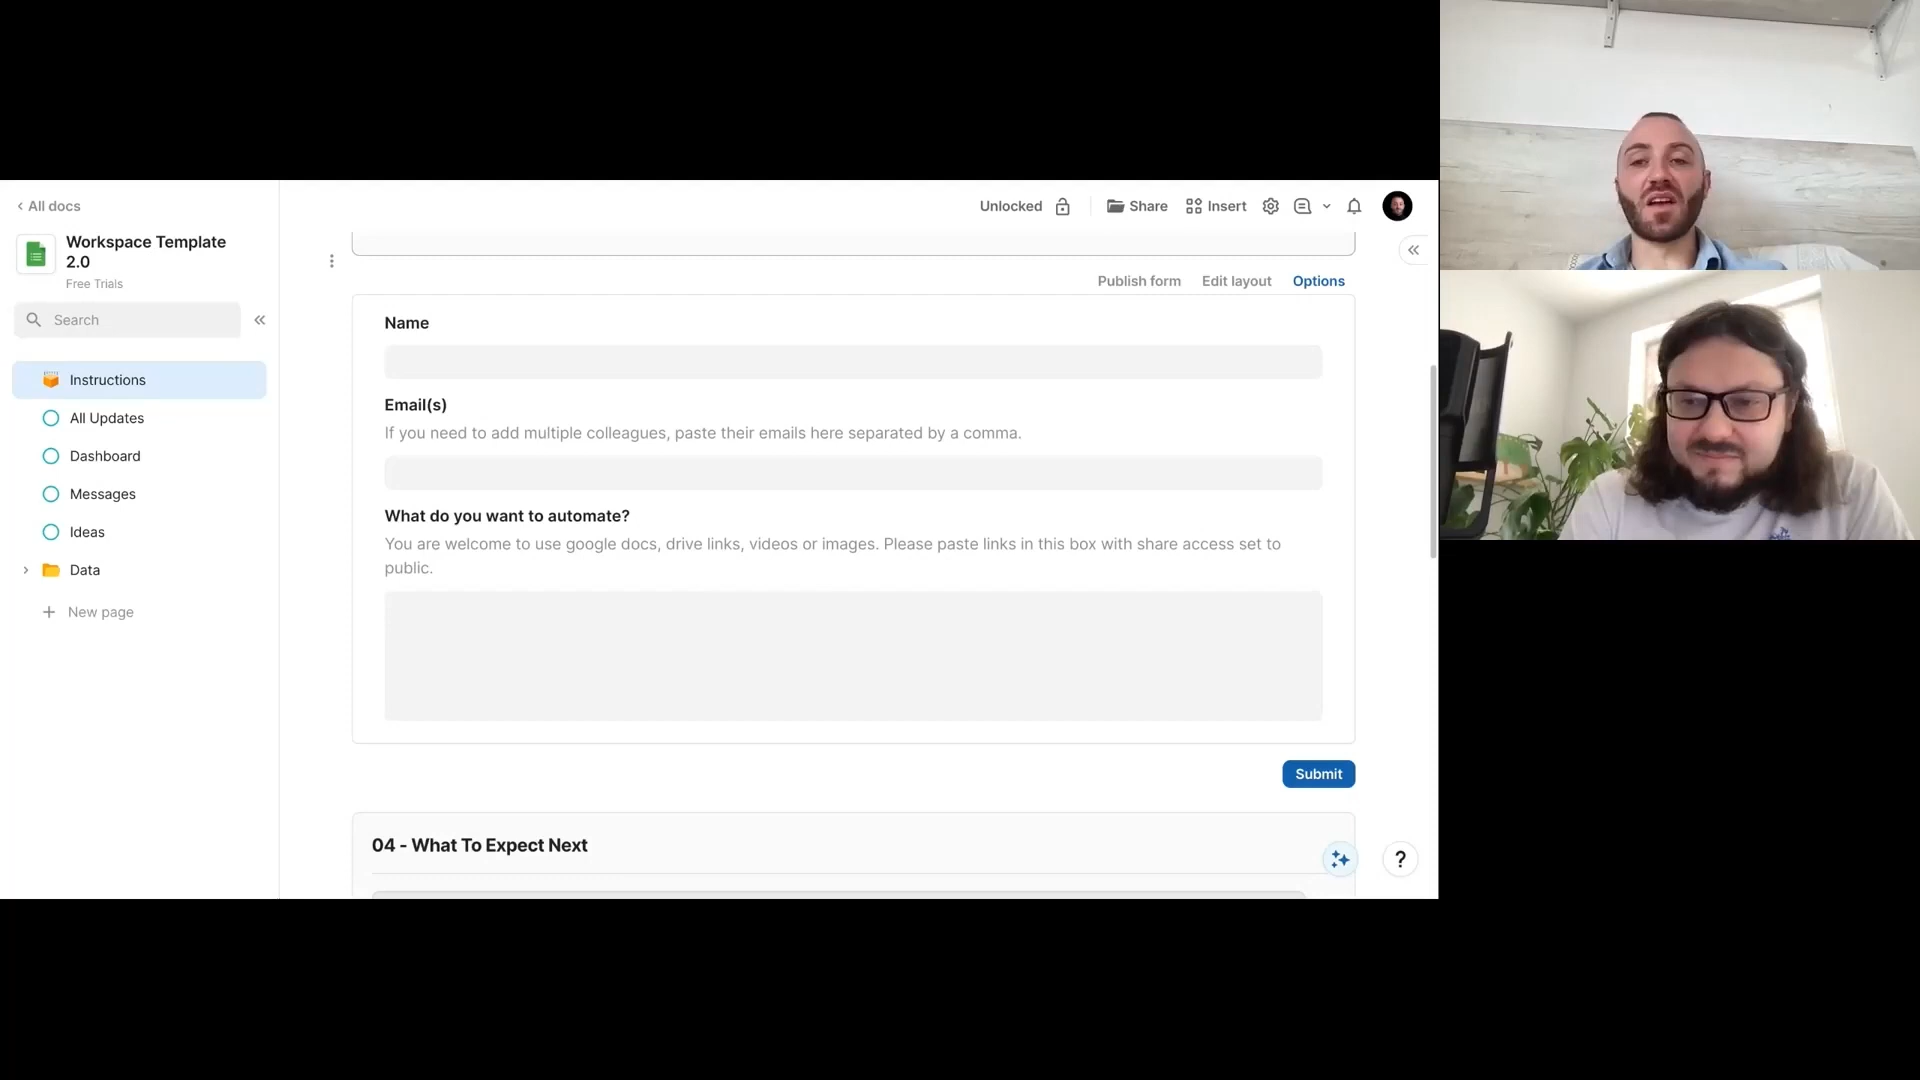 All docs
Workspace Template
2.0
Free Trials
Search
Instructions
All Updates
Dashboard
Messages
Ideas
Data
New page
Unlocked
Share
Insert
Publish form
Edit layout
Options
Name
Email(s)
If you need to add multiple colleagues, paste their emails here separated by a comma.
What do you want to automate?
You are welcome to use google docs, drive links, videos or images. Please paste links in this box with share access set to
public.
Submit
04 - What To Expect Next
?